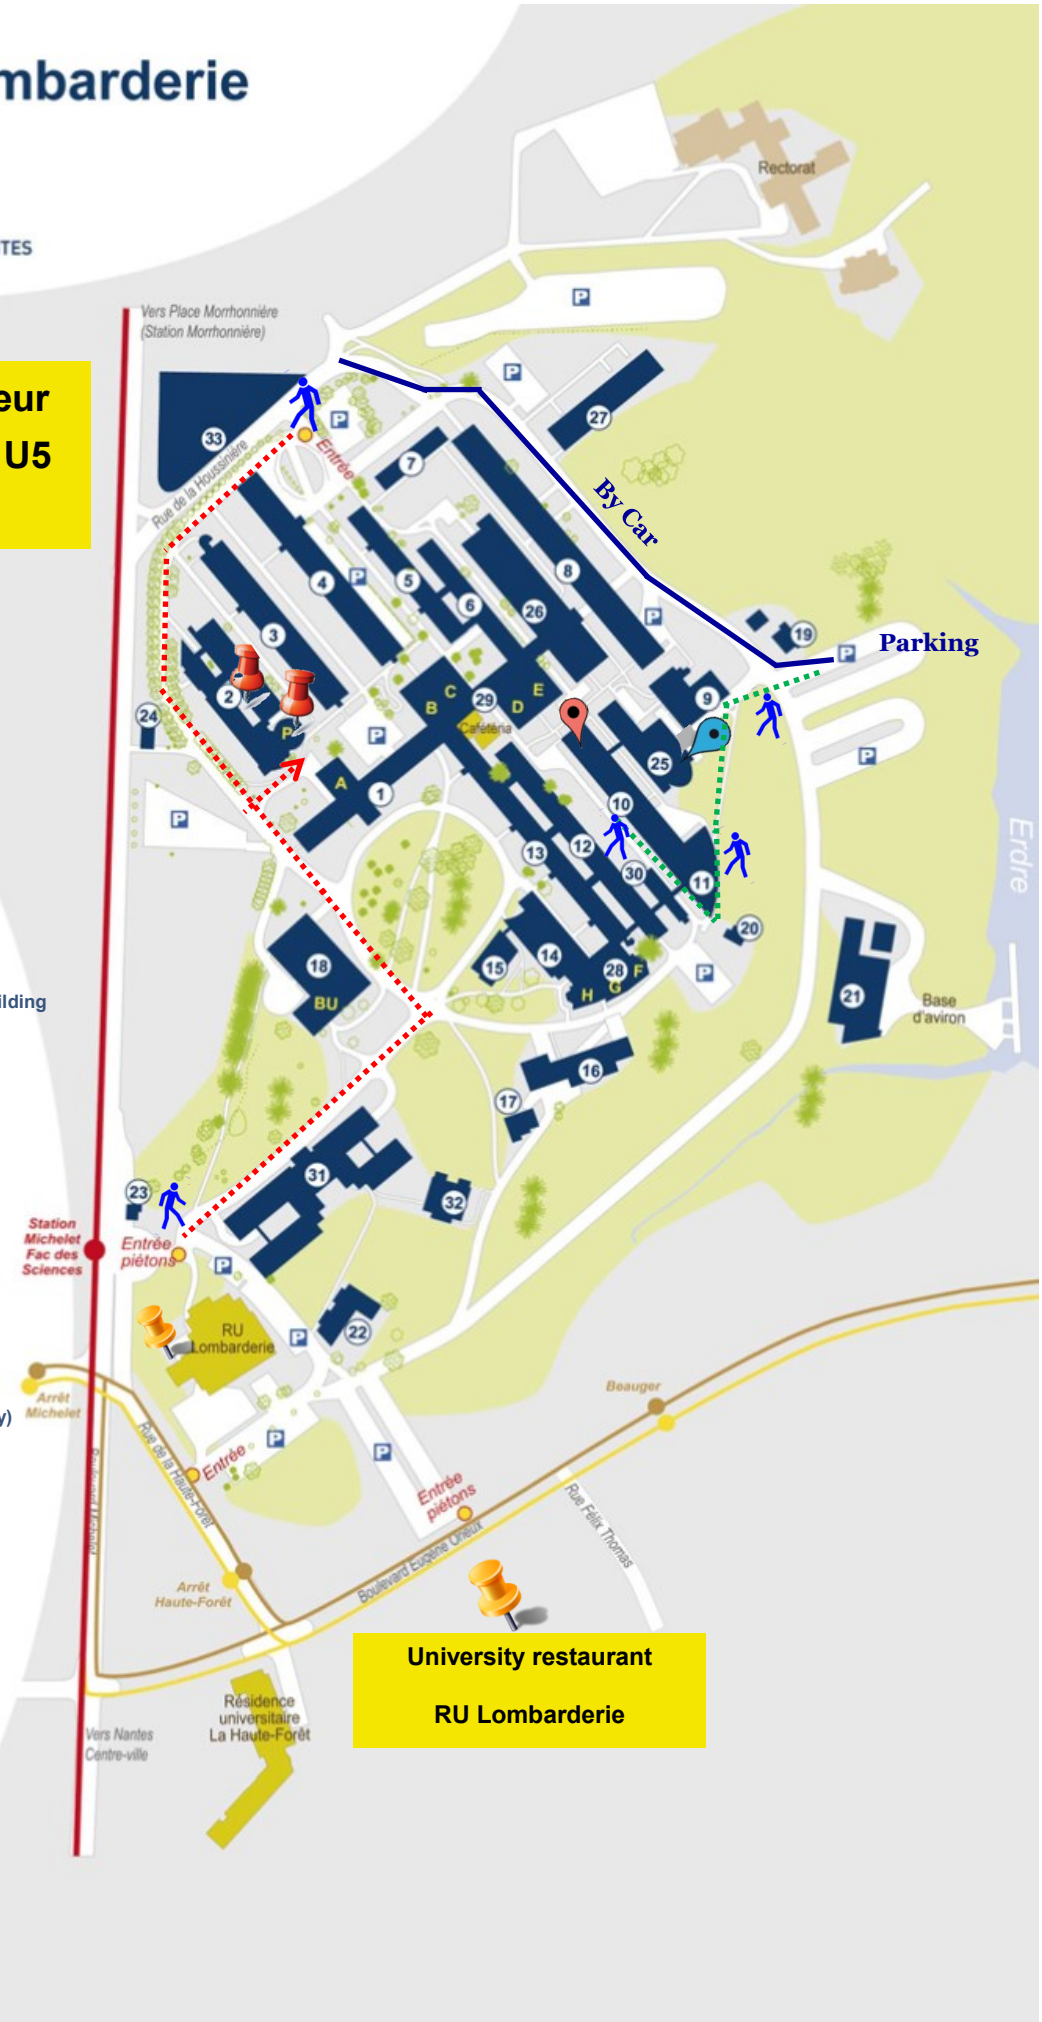 mbarderie
TES
Vers Place Morrhonnière
(Station Morrhonnière)
Rectorat
P
P
eur
U5
33
Entrée
P
7
27
Rue de la Houssinière
By Car
4
P
5
8
6
26
3
P
19
P
Parking
2
C
29
E
9
B
D
P
24
Cafétéria
P
25
P
A
1
10
P
13
12
30
11
Erdre
20
18
15
14
28
F
G
H
BU
P
21
Base
d'aviron
ilding
16
17
31
32
23
Station
Michelet
Fac des
Sciences
Entrée
piétons
P
RU
Lombarderie
P
22
Arrêt
Michelet
y)
Beauger
Rue de la Haute-Forêt
P
Entrée
P
Entrée
piétons
Rue Félix Thomas
Boulevard Eugène Orieux
Arrêt
Haute-Forêt
University restaurant
RU Lombarderie
Résidence
universitaire
La Haute-Forêt
Vers Nantes
Centre-ville